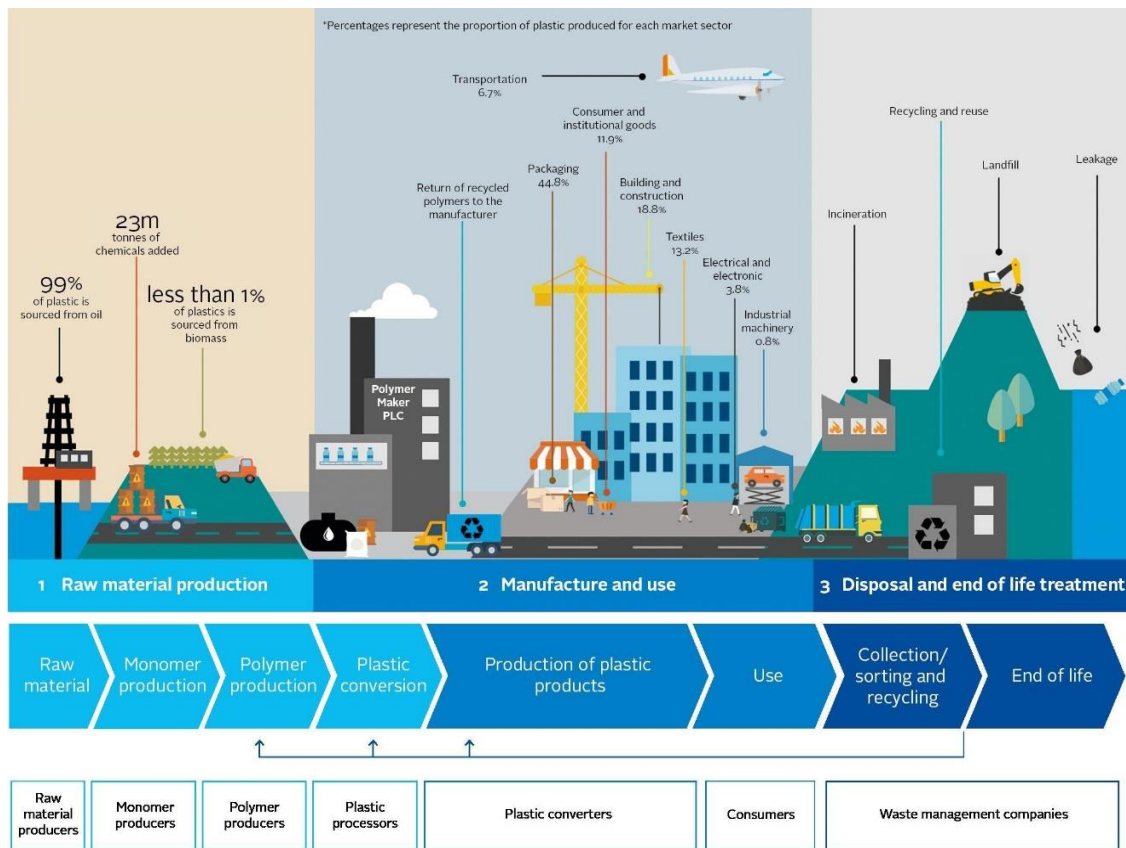 *Percentages represent the proportion of plastic produced for each market sector
Transportation
6.7%
Consumer and
institutional goods
11.9%
Recycling and reuse
Leakage
Landfill
Packaging
44.8%
Building and
construction
18.8%
Return of recycled
polymers to the
manufacturer
Incineration
23m
tonnes of
chemicals added
Textiles
13.2%
Electrical and
electronic
3.8%
99%
of plastic is
sourced from oil
less than 1%
of plastics is
sourced from
biomass
Industrial
machinery
0.8%
Polymer
Maker
PLC
1 Raw material production
2 Manufacture and use
3 Disposal and end of life treatment
Raw
material
Monomer
production
Polymer
production
Plastic
conversion
Production of plastic
products
Use
Collection/
sorting and
recycling
End of life
Raw
material
producers
Monomer
producers
Polymer
producers
Plastic
processors
Plastic converters
Consumers
Waste management companies